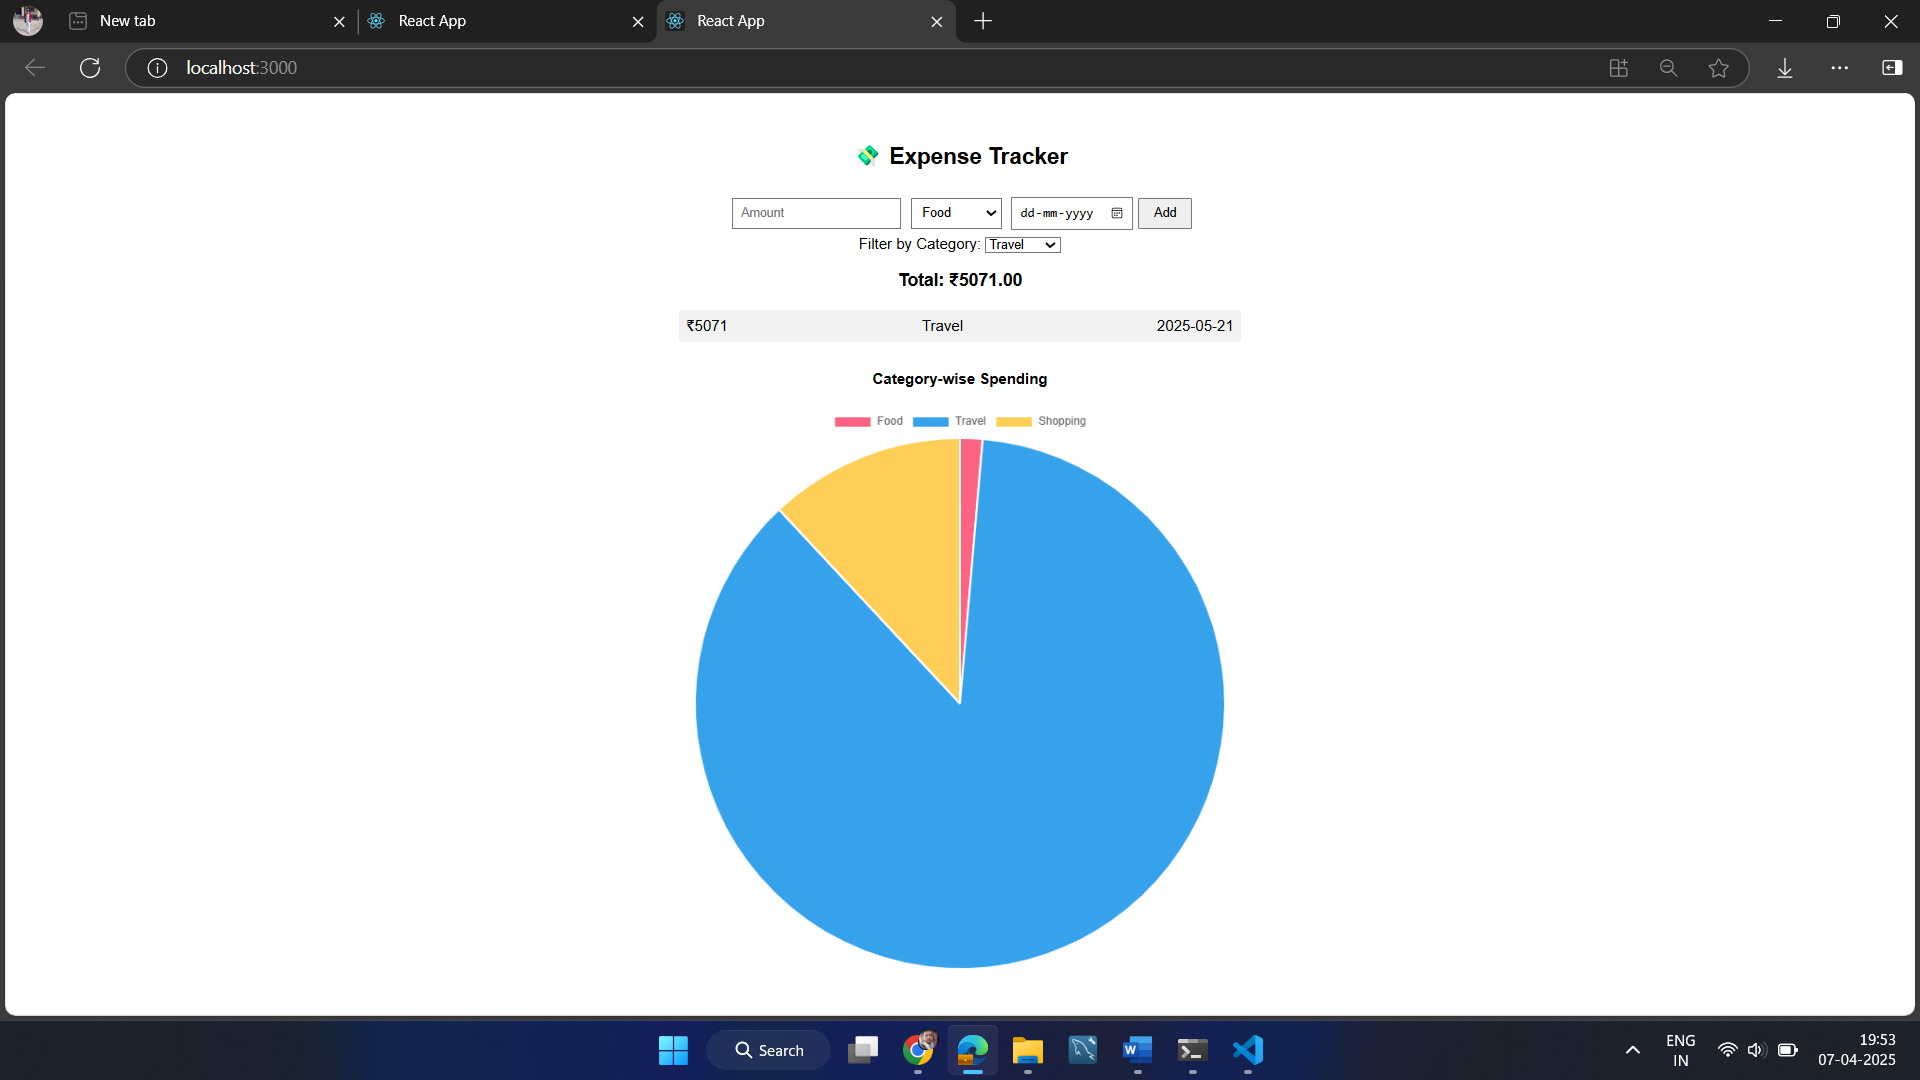 New tab
React App
React App
localhost:3000
💸 Expense Tracker
Amount
Food
dd-mm-yyyy
Add
Filter by Category: Travel
Total: ₹5071.00
₹5071 Travel 2025-05-21
Category-wise Spending
Food Travel Shopping
Search
ENG
IN
19:53
07-04-2025